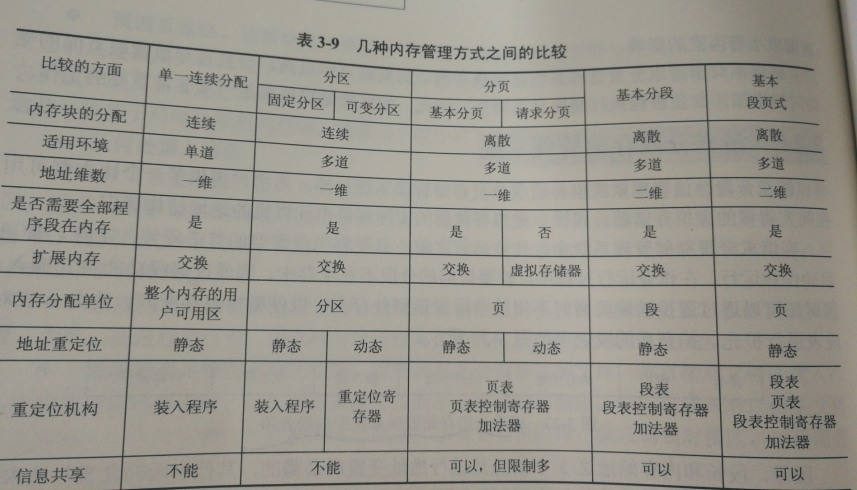 表 3-9 几种内存管理方式之间的比较
比较的方面 单一连续分配 分区 分页 基本分段 基本
段页式
固定分区 可变分区 基本分页 请求分页
内存块的分配 连续 连续 离散 离散 离散
适用环境 单道 多道 多道 多道 多道
地址维数 一维 一维 一维 二维 二维
是否需要全部程
序段在内存 是 是 是 否 是 是
扩展内存 交换 交换 交换 虚拟存储器 交换 交换
内存分配单位 整个内存的用
户可用区 分区 页 段 页
地址重定位 静态 静态 动态 静态 动态 静态 静态
重定位机构 装入程序 装入程序 重定位寄
存器 页表
页表控制寄存器
加法器 段表
段表控制寄存器
加法器 段表
页表
段表控制寄存器
加法器
信息共享 不能 不能 可以，但限制多 可以 可以